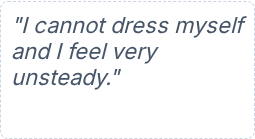 "I cannot dress myself
and I feel very
unsteady."